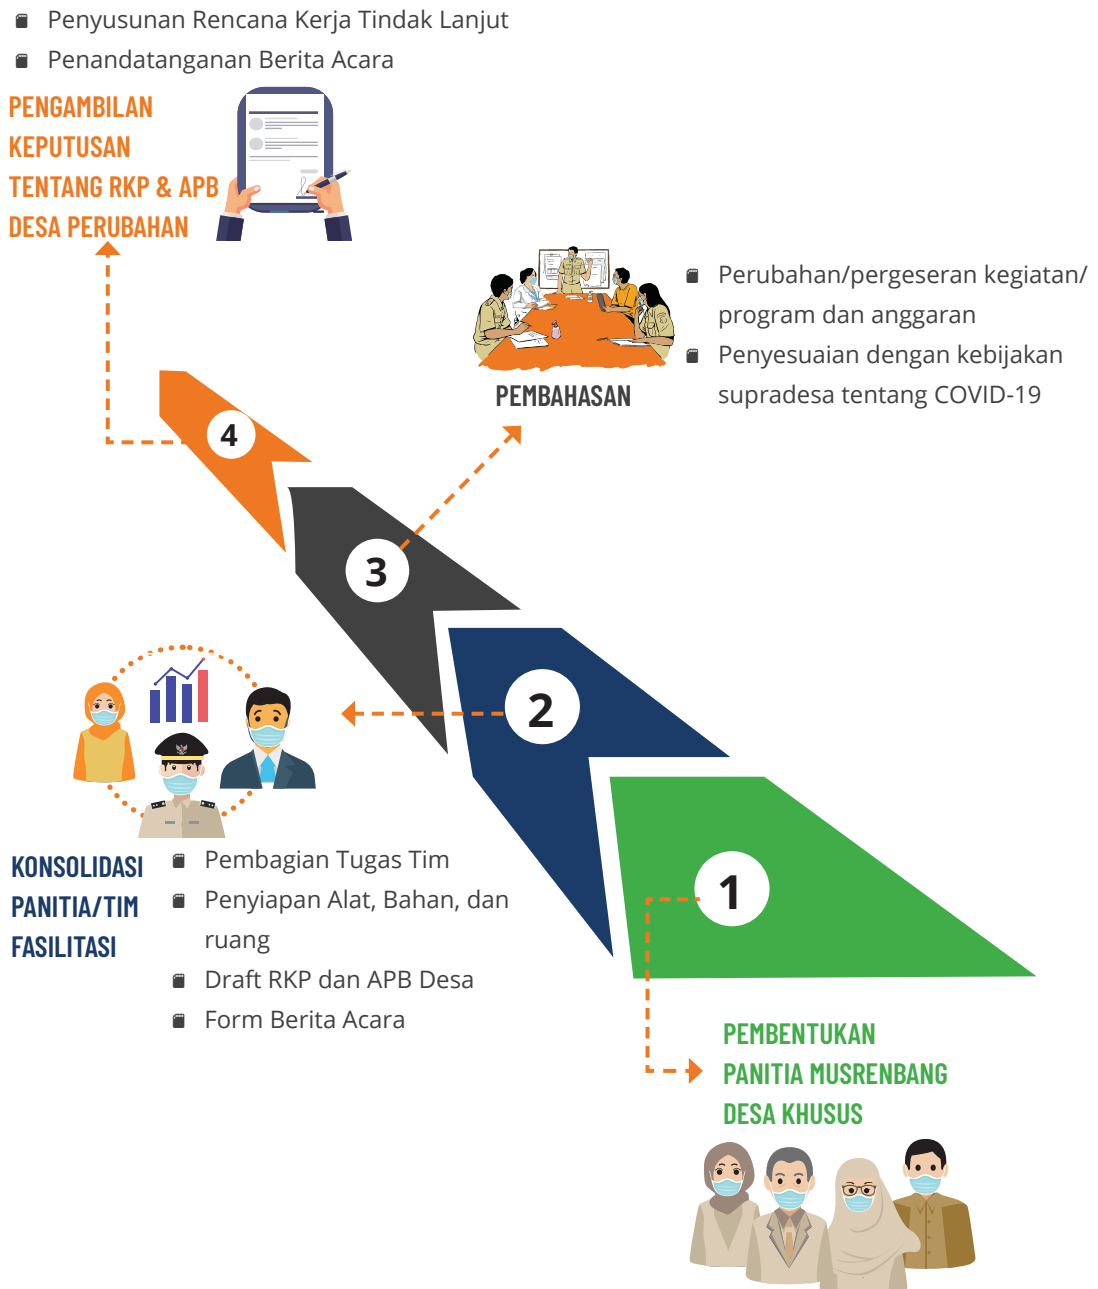 Penyusunan Rencana Kerja Tindak Lanjut
Penandatanganan Berita Acara
PENGAMBILAN
KEPUTUSAN
TENTANG RKP & APB
DESA PERUBAHAN
Perubahan/pergeseran kegiatan/
program dan anggaran
Penyesuaian dengan kebijakan
supradesa tentang COVID-19
PEMBAHASAN
4
3
2
1
KONSOLIDASI
PANITIA/TIM
FASILITASI
Pembagian Tugas Tim
Penyiapan Alat, Bahan, dan
ruang
Draft RKP dan APB Desa
Form Berita Acara
PEMBENTUKAN
PANITIA MUSRENBANG
DESA KHUSUS